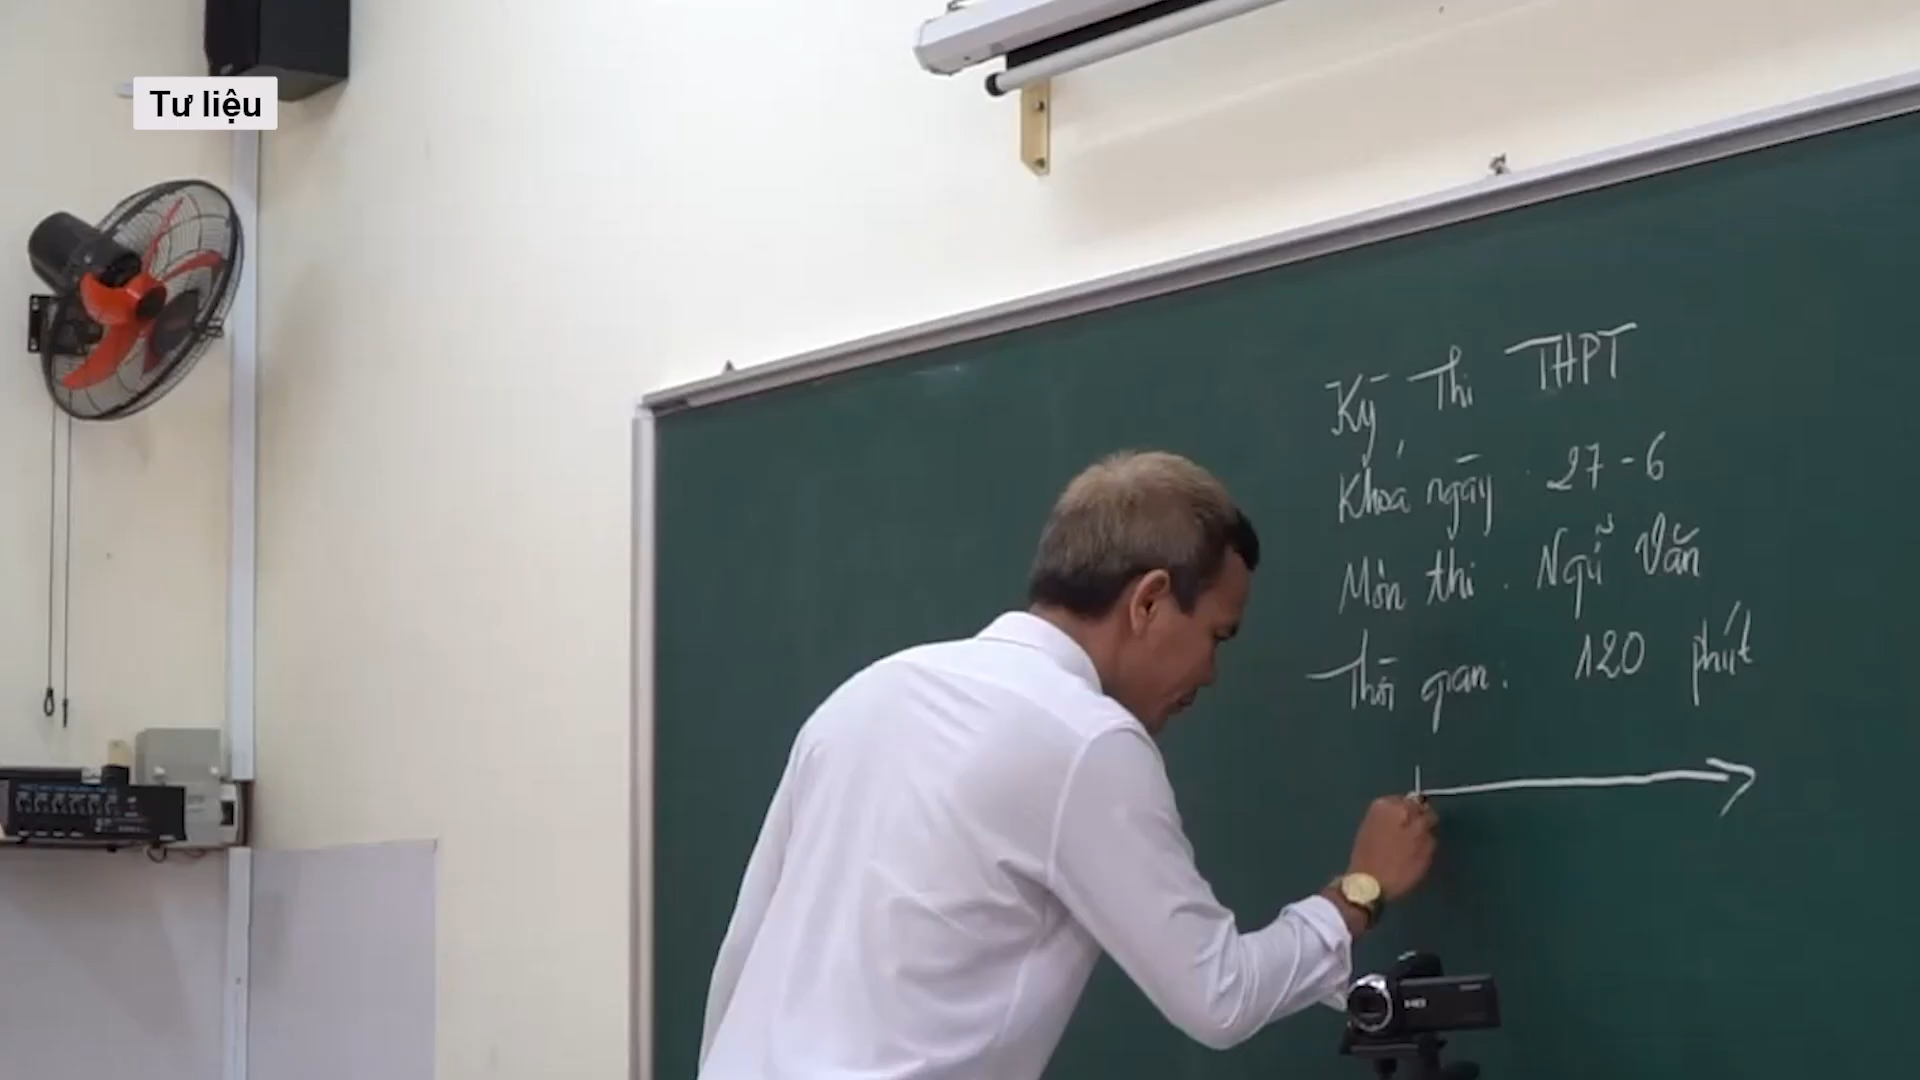 Tư liệu
Kỳ Thi THPT
Khoá ngày 27-6
Môn thi. Ngữ Văn
Thời gian: 120 phút